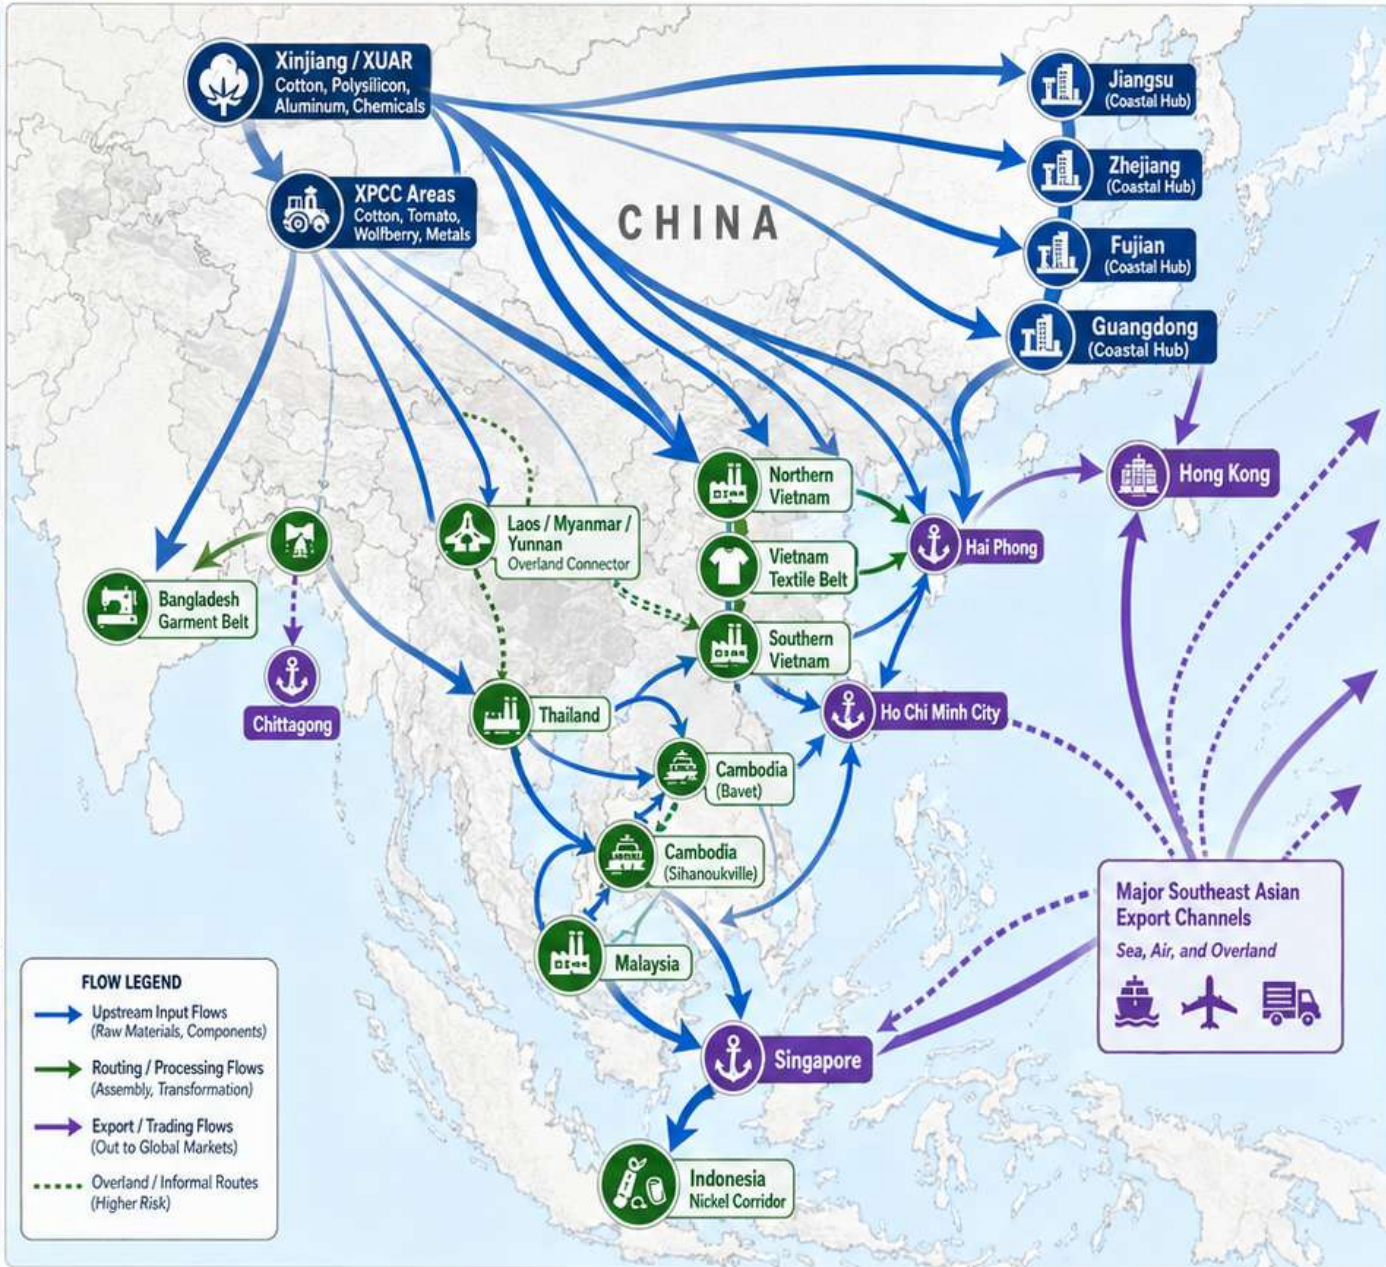 Xinjiang / XUAR
Cotton, Polysilicon,
Aluminum, Chemicals
XPCC Areas
Cotton, Tomato,
Wolfberry, Metals
CHINA
Jiangsu
(Coastal Hub)
Zhejiang
(Coastal Hub)
Fujian
(Coastal Hub)
Guangdong
(Coastal Hub)
Northern
Vietnam
Hong Kong
Laos / Myanmar /
Yunnan
Overland Connector
Hai Phong
Vietnam
Textile Belt
Bangladesh
Garment Belt
Southern
Vietnam
Chittagong
Thailand
Ho Chi Minh City
Cambodia
(Bavet)
Cambodia
(Sihanoukville)
Malaysia
Major Southeast Asian
Export Channels
Sea, Air, and Overland
Singapore
Indonesia
Nickel Corridor
FLOW LEGEND
Upstream Input Flows
(Raw Materials, Components)
Routing / Processing Flows
(Assembly, Transformation)
Export / Trading Flows
(Out to Global Markets)
Overland / Informal Routes
(Higher Risk)